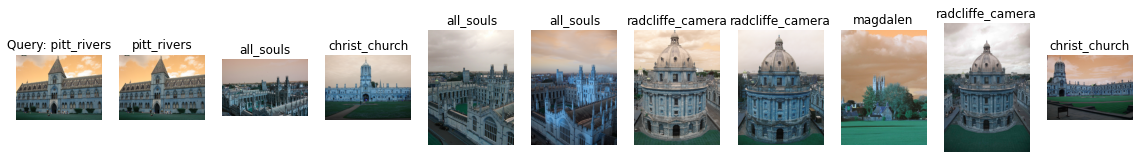 Query: pitt_rivers
pitt_rivers
all_souls
christ_church
all_souls
all_souls
radcliffe_camera
radcliffe_camera
magdalen
radcliffe_camera
christ_church